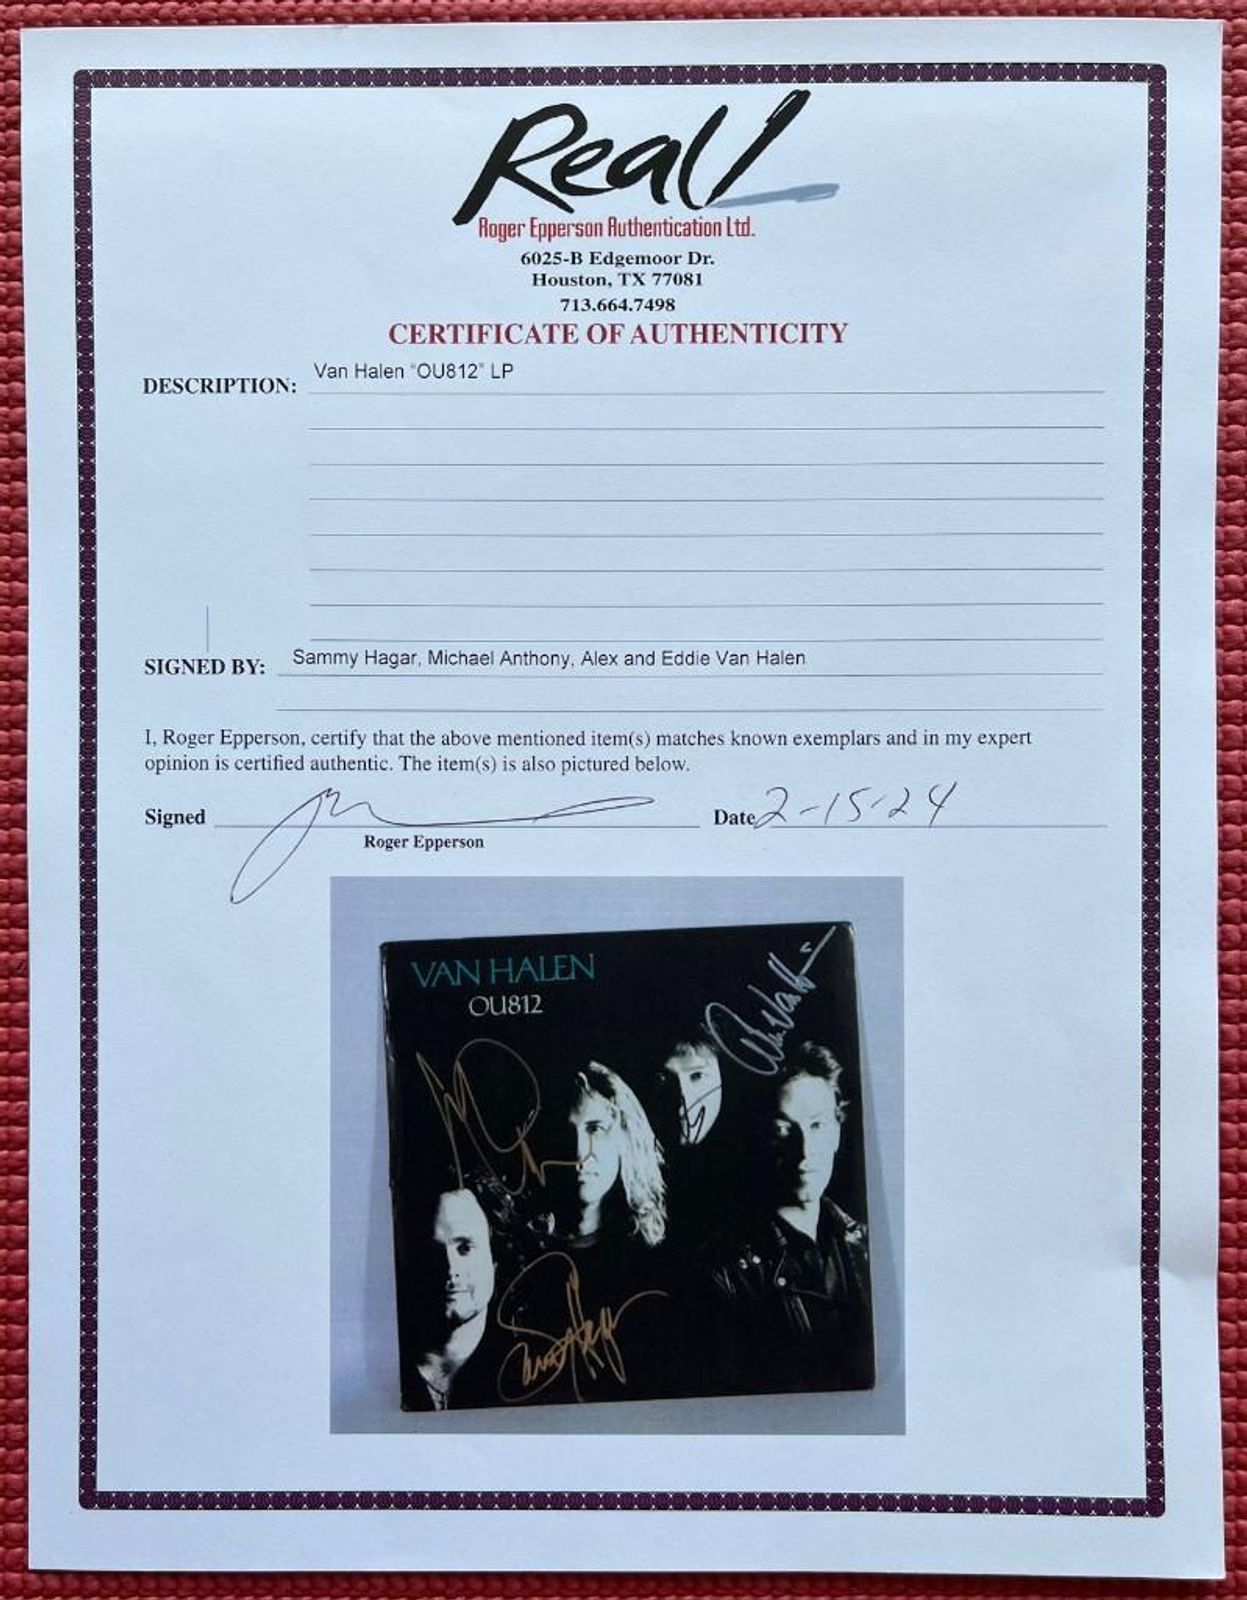 Real!
Roger Epperson Authentication Ltd.
6025-B Edgemoor Dr.
Houston, TX 77081
713.664.7498
CERTIFICATE OF AUTHENTICITY
DESCRIPTION: Van Halen "OU812" LP
SIGNED BY: Sammy Hagar, Michael Anthony, Alex and Eddie Van Halen
I, Roger Epperson, certify that the above mentioned item(s) matches known exemplars and in my expert
opinion is certified authentic. The item(s) is also pictured below.
Signed Date 2-15-24
Roger Epperson
VAN HALEN
OU812